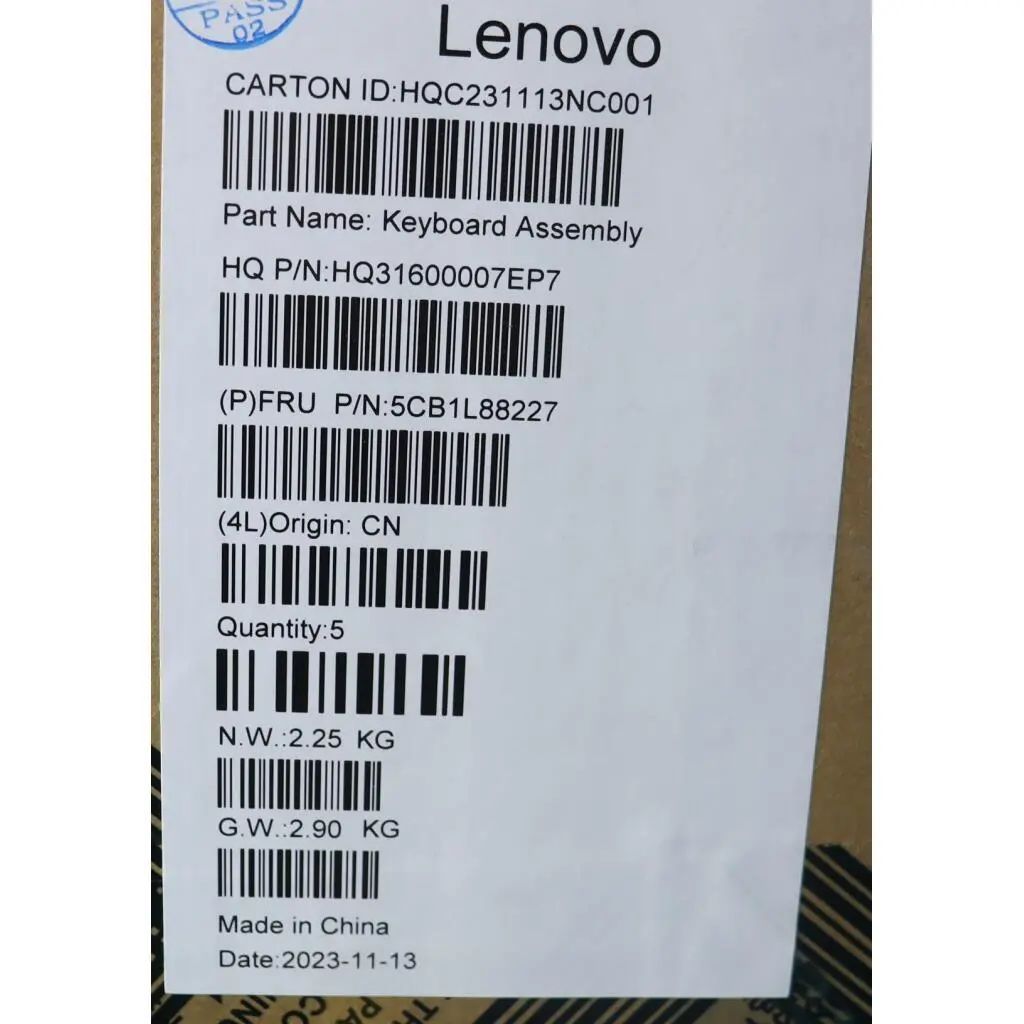 PASS
02
Lenovo
CARTON ID:HQC231113NC001
Part Name: Keyboard Assembly
HQ P/N:HQ31600007EP7
(P)FRU P/N:5CB1L88227
(4L)Origin: CN
Quantity:5
N.W.:2.25 KG
G.W.:2.90 KG
Made in China
Date:2023-11-13